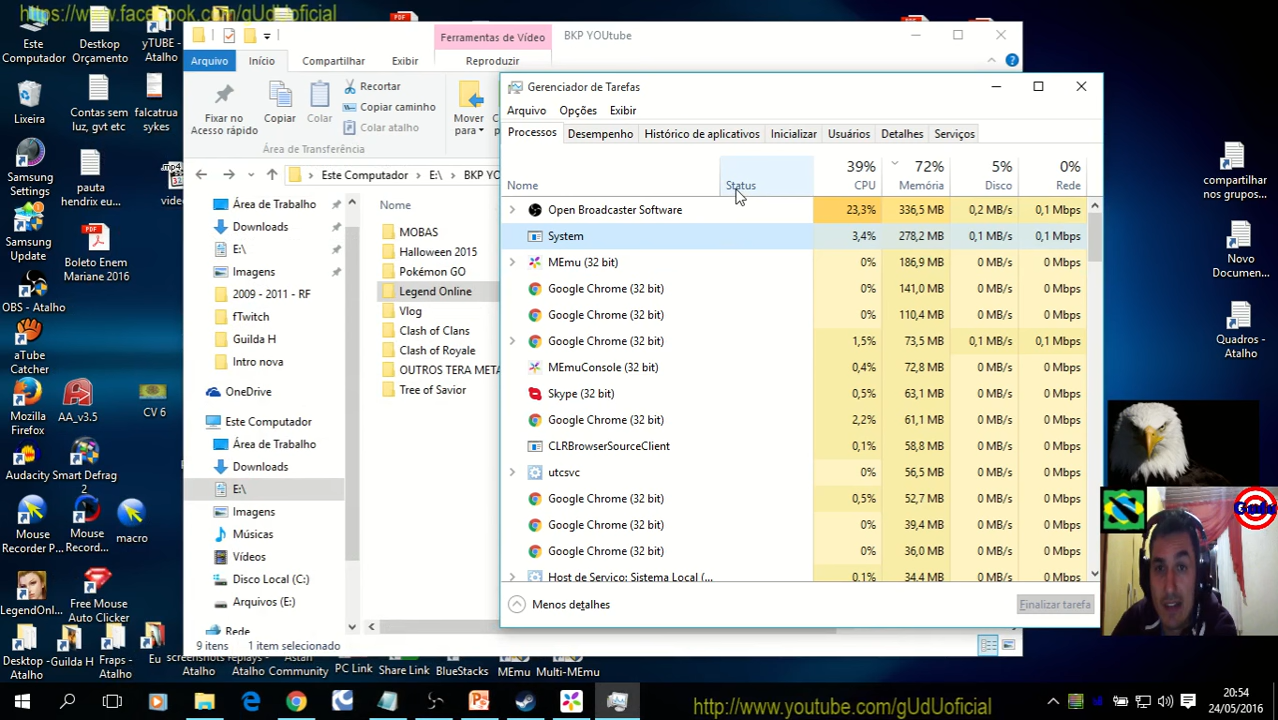 https://www.facebook.com/gUdUoficial
Este Computador
Destkop Orçamento
yTUBE - Atalho
Lixeira
Contas sem luz, gvt etc
falcatrua sykes
Samsung Settings
pauta hendrix eu...
.mp4
video
Samsung Update
Boleto Enem Mariane 2016
OBS - Atalho
aTube Catcher
Mozilla Firefox
AA_v3.5
CV 6
Audacity
Smart Defrag 2
Mouse Recorder P...
Mouse Record...
macro
LegendOnl...
Free Mouse Auto Clicker
Desktop - Atalho
Guilda H
Fraps - Atalho
Eu
screenshots - Atalho
replays - Atalho
Astan
PC Link
Share Link
BlueStacks
MEmu
Multi-MEmu
Ferramentas de Vídeo
BKP YOUtube
Arquivo
Início
Compartilhar
Exibir
Reproduzir
Fixar no Acesso rápido
Copiar
Colar
Recortar
Copiar caminho
Colar atalho
Mover para
Área de Transferência
Este Computador > E:\ > BKP YO
Área de Trabalho
Downloads
E:\
Imagens
2009 - 2011 - RF
fTwitch
Guilda H
Intro nova
OneDrive
Este Computador
Área de Trabalho
Downloads
E:\
Imagens
Músicas
Vídeos
Disco Local (C:)
Arquivos (E:)
Rede
Nome
MOBAS
Halloween 2015
Pokémon GO
Legend Online
Vlog
Clash of Clans
Clash of Royale
OUTROS TERA META
Tree of Savior
9 itens
1 item selecionado
Gerenciador de Tarefas
Arquivo Opções Exibir
Processos Desempenho Histórico de aplicativos Inicializar Usuários Detalhes Serviços
39% 72% 5% 0%
Nome Status CPU Memória Disco Rede
Open Broadcaster Software 23,3% 336,5 MB 0,2 MB/s 0,1 Mbps
System 3,4% 278,2 MB 0,1 MB/s 0,1 Mbps
MEmu (32 bit) 0% 186,9 MB 0 MB/s 0 Mbps
Google Chrome (32 bit) 0% 141,0 MB 0 MB/s 0 Mbps
Google Chrome (32 bit) 0% 110,4 MB 0 MB/s 0 Mbps
Google Chrome (32 bit) 1,5% 73,5 MB 0,1 MB/s 0,1 Mbps
MEmuConsole (32 bit) 0,4% 72,8 MB 0 MB/s 0 Mbps
Skype (32 bit) 0,5% 63,1 MB 0 MB/s 0 Mbps
Google Chrome (32 bit) 2,2% 61,1 MB 0 MB/s 0 Mbps
CLRBrowserSourceClient 0,1% 58,8 MB 0 MB/s 0 Mbps
utcsvc 0% 56,5 MB 0 MB/s 0 Mbps
Google Chrome (32 bit) 0,5% 52,7 MB 0 MB/s 0 Mbps
Google Chrome (32 bit) 0% 39,4 MB 0 MB/s 0 Mbps
Google Chrome (32 bit) 0% 36,0 MB 0 MB/s 0 Mbps
Host de Serviço: Sistema Local (... 0,1% 34,4 MB 0 MB/s 0 Mbps
Menos detalhes
Finalizar tarefa
compartilhar nos grupos...
Novo Documen...
Quadros - Atalho
Gudu
http://www.youtube.com/gUdUoficial
20:54
24/05/2016